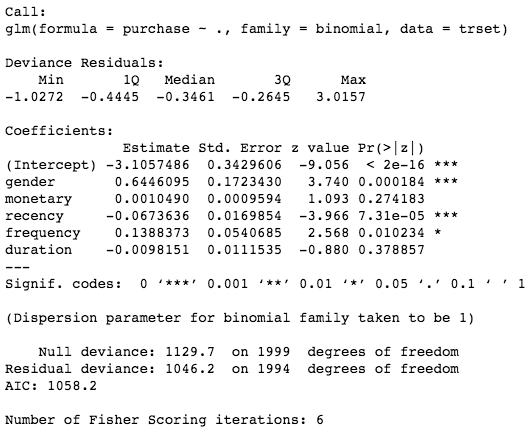 Call:
glm(formula = purchase ~ ., family = binomial, data = trset)

Deviance Residuals:
    Min       1Q   Median       3Q      Max
-1.0272  -0.4445  -0.3461  -0.2645   3.0157

Coefficients:
              Estimate Std. Error z value Pr(>|z|)
(Intercept) -3.1057486  0.3429606  -9.056  < 2e-16 ***
gender       0.6446095  0.1723430   3.740 0.000184 ***
monetary     0.0010490  0.0009594   1.093 0.274183
recency     -0.0673636  0.0169854  -3.966 7.31e-05 ***
frequency    0.1388373  0.0540685   2.568 0.010234 *
duration    -0.0098151  0.0111535  -0.880 0.378857
---
Signif. codes:  0 ‘***’ 0.001 ‘**’ 0.01 ‘*’ 0.05 ‘.’ 0.1 ‘ ’ 1

(Dispersion parameter for binomial family taken to be 1)

    Null deviance: 1129.7  on 1999  degrees of freedom
Residual deviance: 1046.2  on 1994  degrees of freedom
AIC: 1058.2

Number of Fisher Scoring iterations: 6